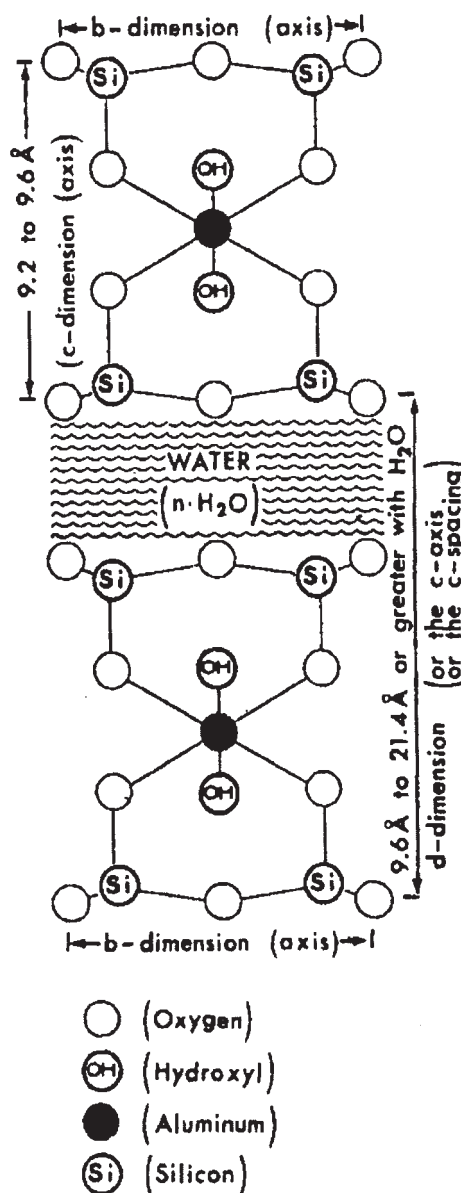 b-dimension (axis)
Si Si
9.2 to 9.6 Å
(c-dimension (axis)
OH
OH
Si Si
WATER
(n·H₂O)
Si Si
OH
OH
9.6 Å to 21.4 Å or greater with H₂O
d-dimension (or the c-axis
or the c-spacing
Si Si
b-dimension (axis)
(Oxygen)
OH (Hydroxyl)
(Aluminum)
Si (Silicon)